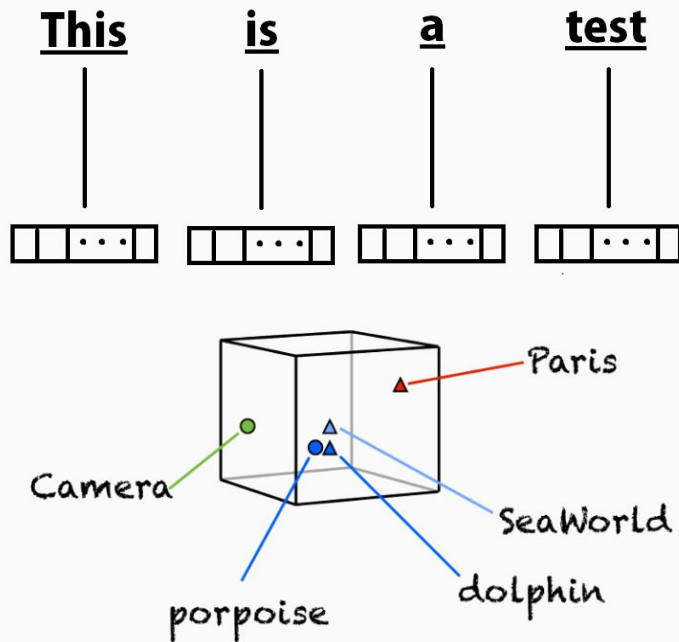 This is a test
Paris
Camera
SeaWorld
dolphin
porpoise